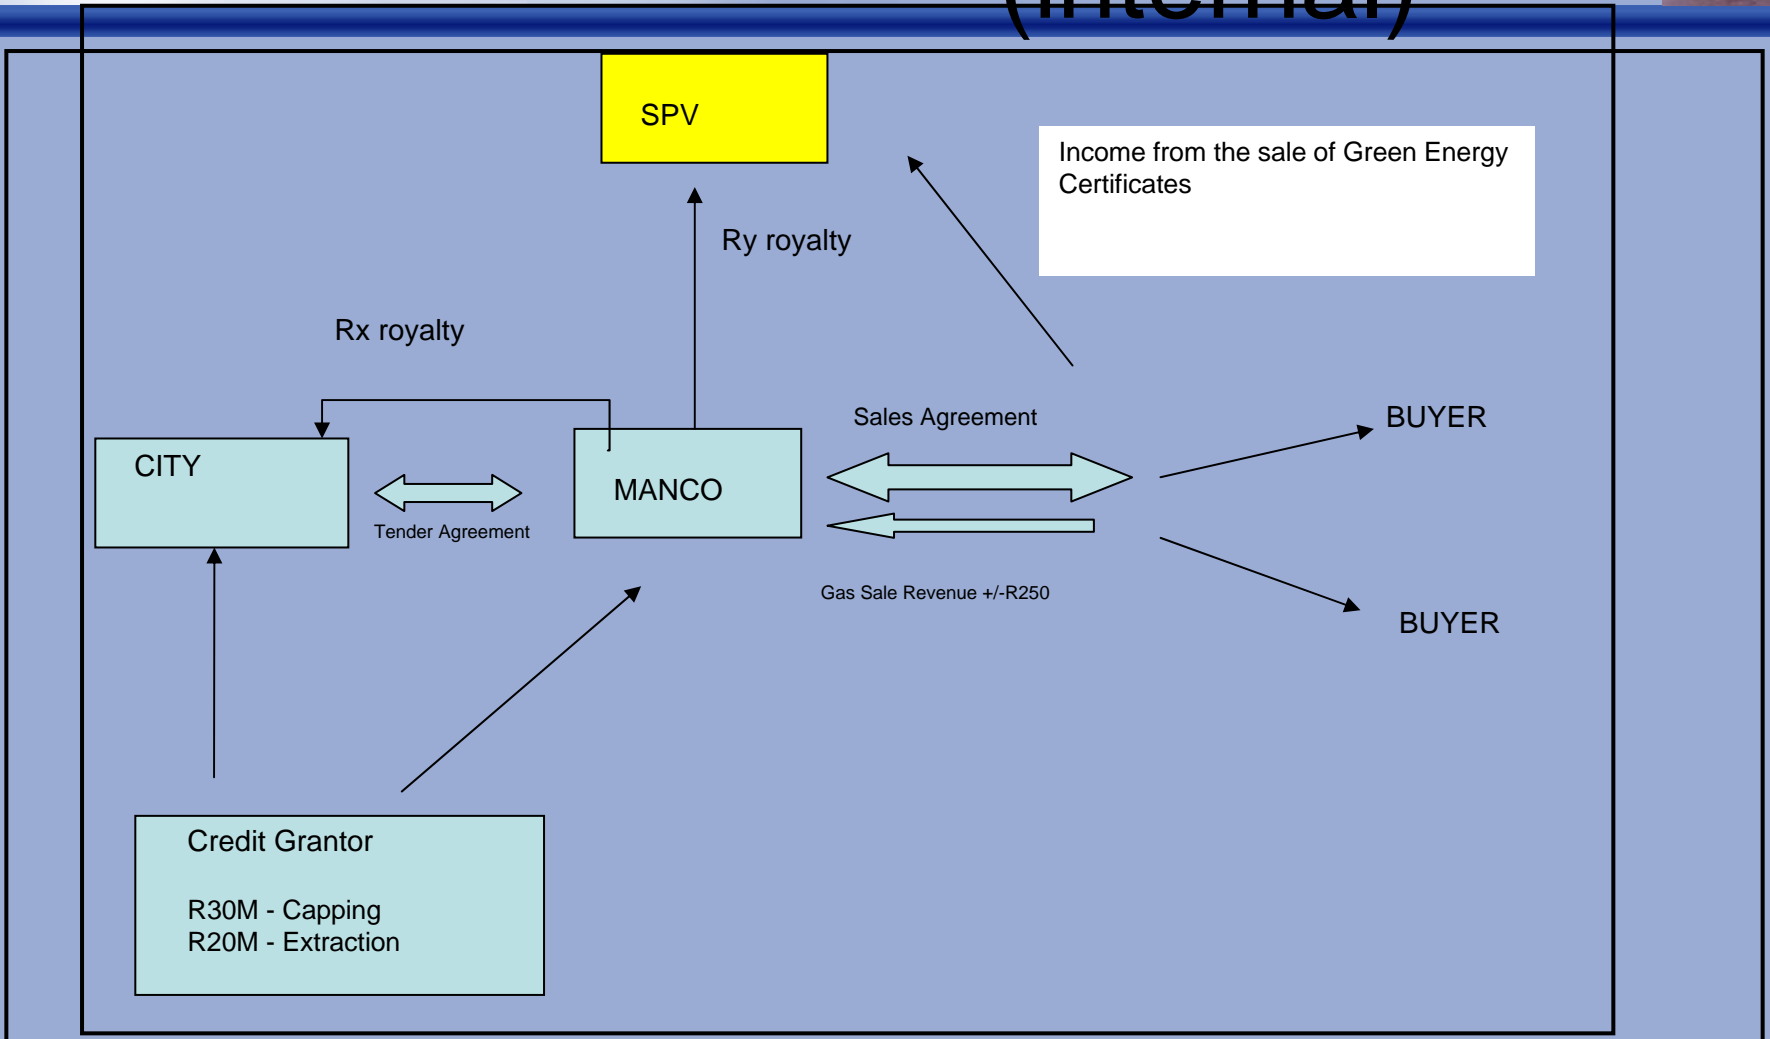 (internal)
SPV
Income from the sale of Green Energy
Certificates
Ry royalty
Rx royalty
Sales Agreement
BUYER
CITY
MANCO
Tender Agreement
Gas Sale Revenue +/-R250
BUYER
Credit Grantor
R30M - Capping
R20M - Extraction